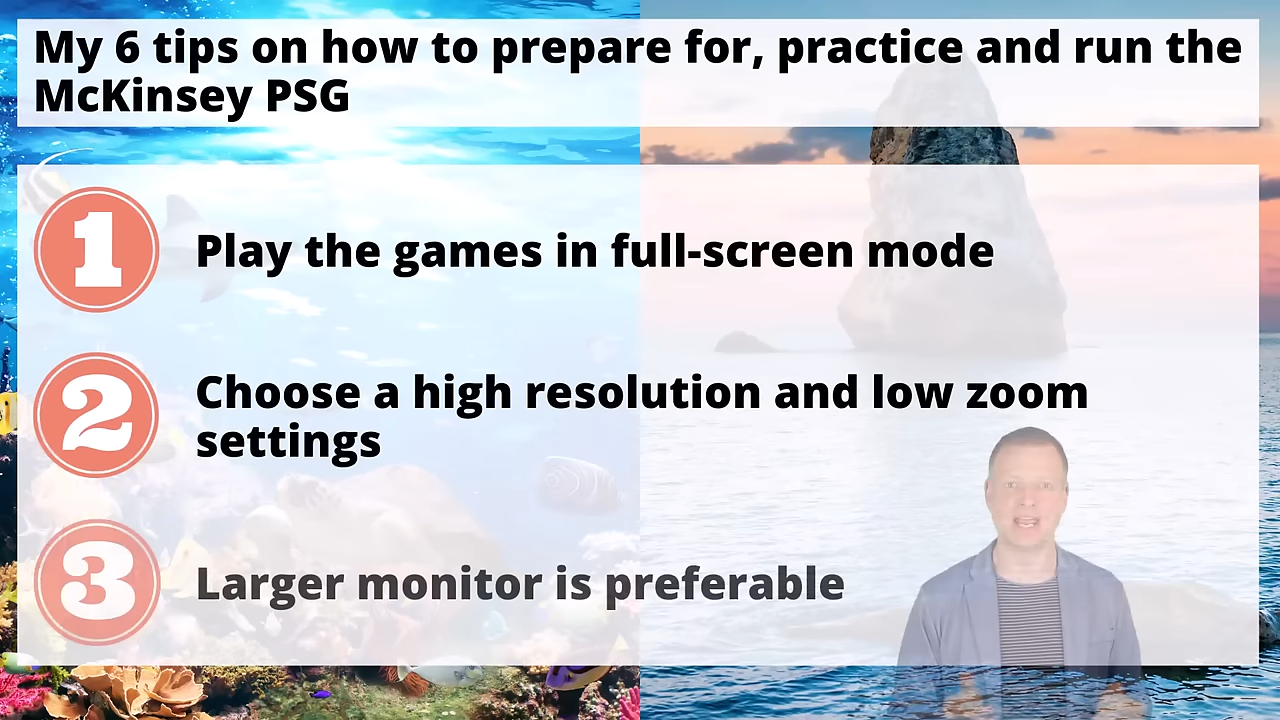 My 6 tips on how to prepare for, practice and run the
McKinsey PSG
1
Play the games in full-screen mode
2
Choose a high resolution and low zoom
settings
3
Larger monitor is preferable